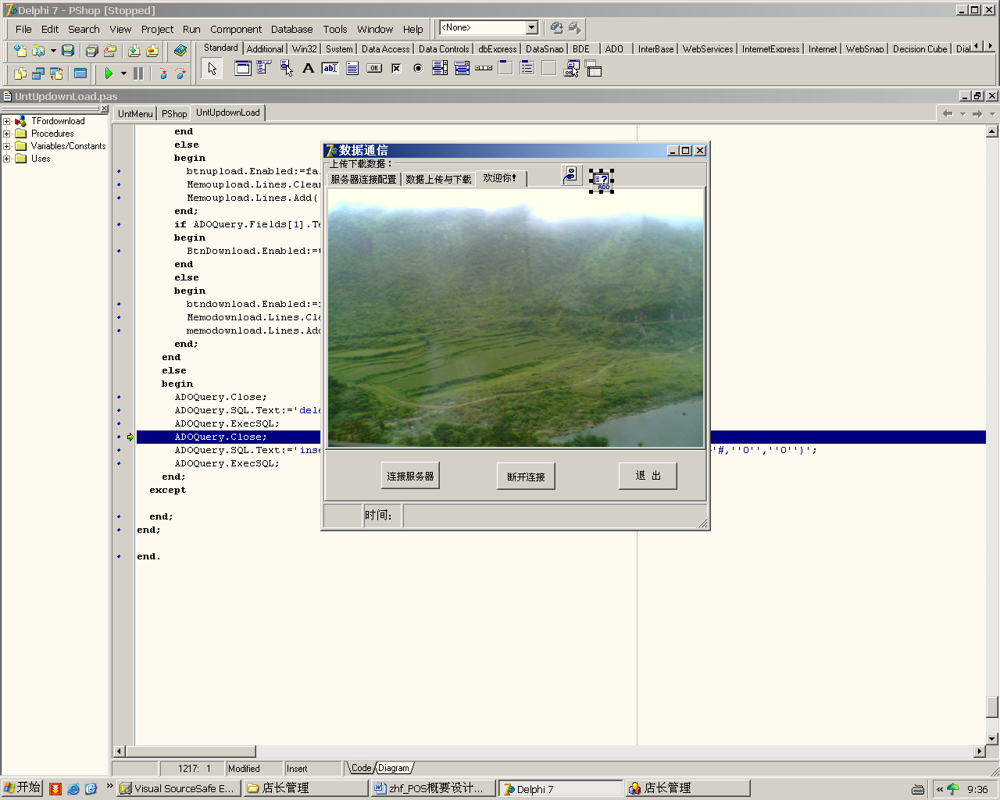 Delphi 7 - PShop [Stopped]
File Edit Search View Project Run Component Database Tools Window Help <None>
Standard Additional Win32 System Data Access Data Controls dbExpress DataSnap BDE ADO InterBase WebServices InternetExpress Internet WebSnap Decision Cube Dial
UntUpdownLoad.pas
UntMenu PShop UntUpdownLoad
TFordownload
Procedures
Variables/Constants
Uses
end
else
begin
btnupload.Enabled:=fa
Memoupload.Lines.Clear
Memoupload.Lines.Add(
end;
if ADOQuery.Fields[1].Te
begin
BtnDownload.Enabled:=t
end
else
begin
btndownload.Enabled:=
Memodownload.Lines.Cle
memodownload.Lines.Add
end;
end
else
begin
ADOQuery.Close;
ADOQuery.SQL.Text:='dele
ADOQuery.ExecSQL;
ADOQuery.Close;
ADOQuery.SQL.Text:='inse '#,''0'',''0'')';
ADOQuery.ExecSQL;
end;
except
end;
end;
end.
数据通信
上传下载数据：
服务器连接配置 数据上传与下载 欢迎你!
ADO
连接服务器 断开连接 退 出
时间：
1217: 1 Modified Insert Code Diagram
开始 Visual SourceSafe E... 店长管理 zhf_POS概要设计... Delphi 7 店长管理 9:36